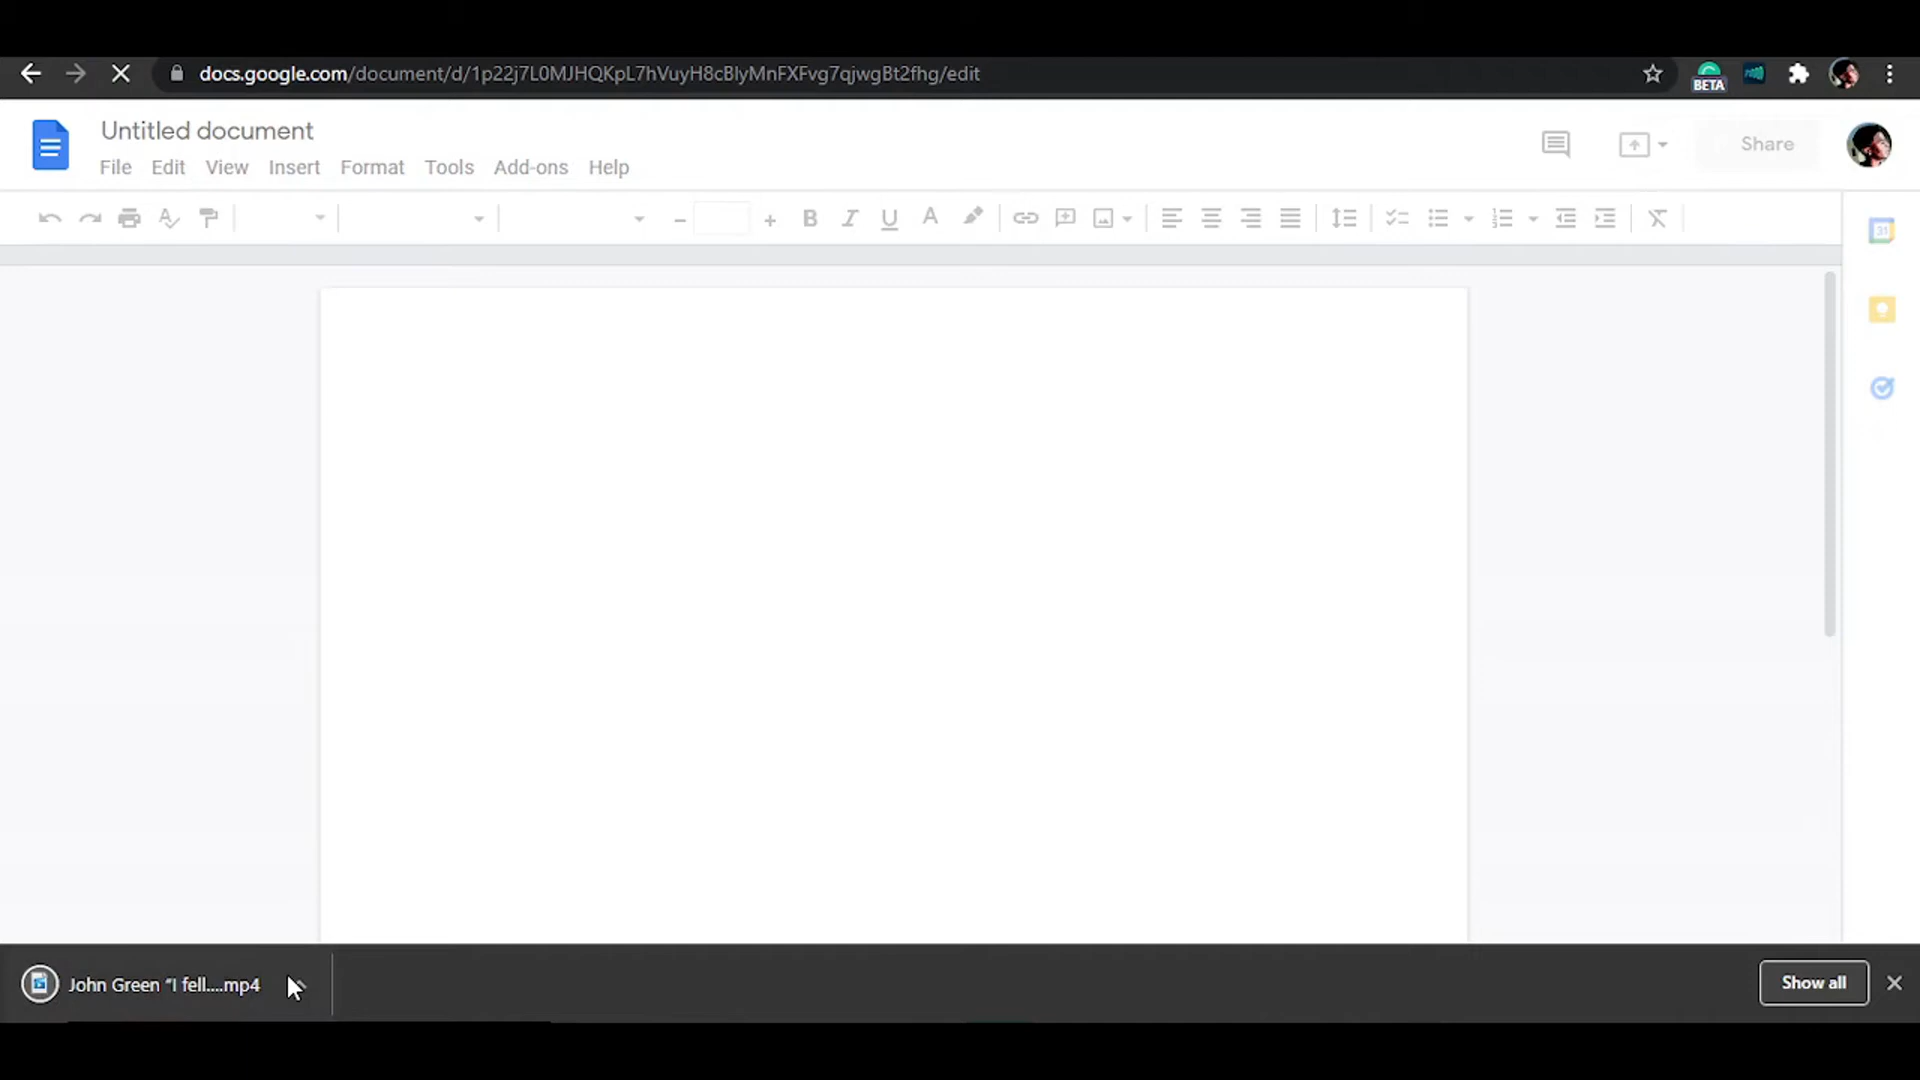 docs.google.com/document/d/1p22j7L0MJHQKpL7hVuyH8cBlyMnFXFvg7qjwgBt2fhg/edit
BETA
Untitled document
File Edit View Insert Format Tools Add-ons Help
Share
B I U A
31
John Green “I fell....mp4
Show all